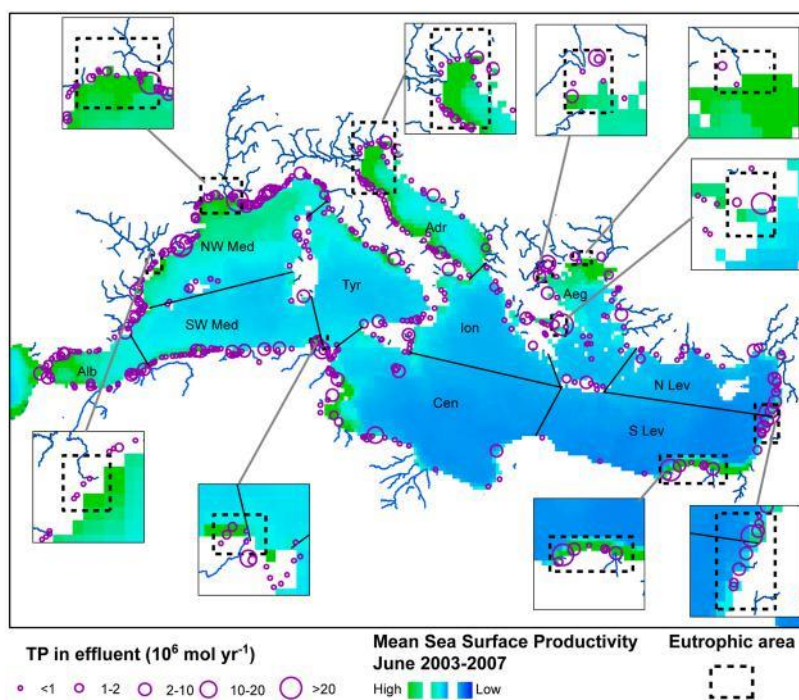 Adr
NW Med
Tyr
Aeg
SW Med
Ion
Alb
N Lev
Cen
S Lev
TP in effluent (10⁶ mol yr⁻¹)
<1 1-2 2-10 10-20 >20
Mean Sea Surface Productivity
June 2003-2007
High Low
Eutrophic area